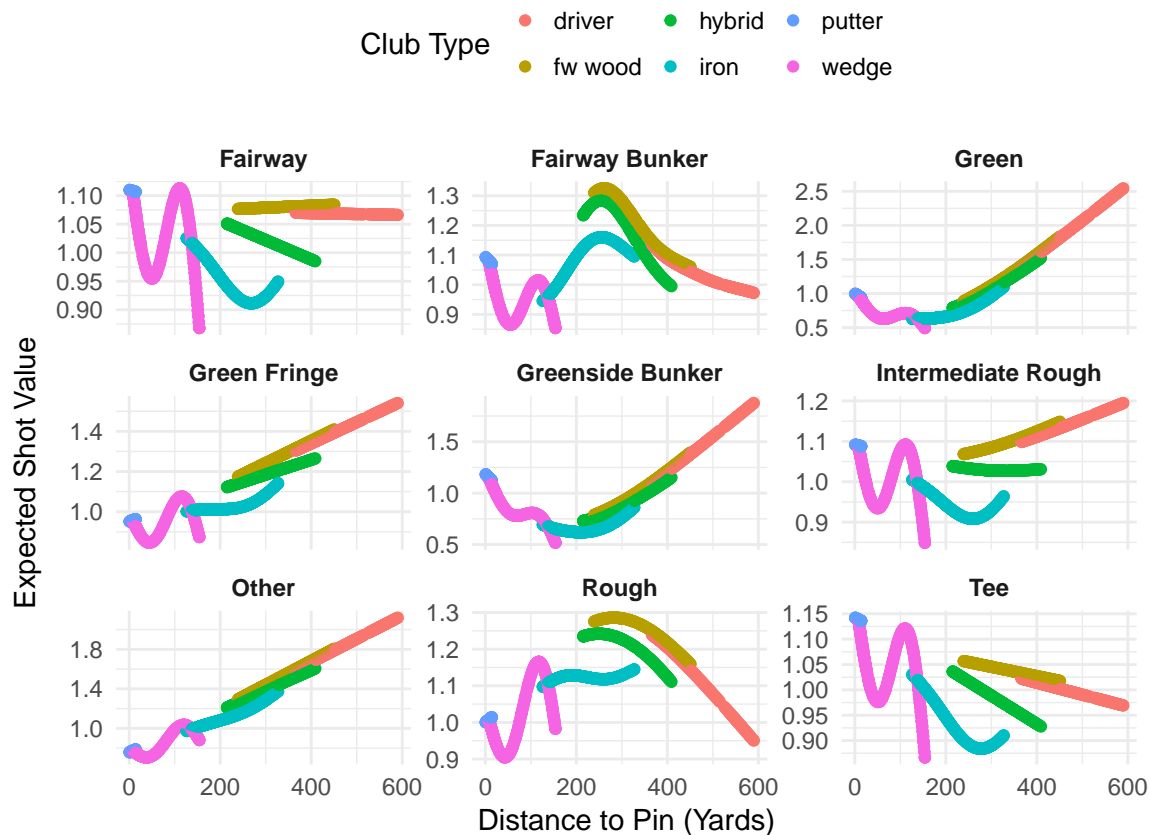 Club Type
driver
hybrid
putter
fw wood
iron
wedge
Expected Shot Value
Fairway
1.10
1.05
1.00
0.95
0.90
Fairway Bunker
1.3
1.2
1.1
1.0
0.9
Green
2.5
2.0
1.5
1.0
0.5
Green Fringe
1.4
1.2
1.0
Greenside Bunker
1.5
1.0
0.5
Intermediate Rough
1.2
1.1
1.0
0.9
Other
1.8
1.4
1.0
0 200 400 600
Rough
1.3
1.2
1.1
1.0
0.9
0 200 400 600
Tee
1.15
1.10
1.05
1.00
0.95
0.90
0 200 400 600
Distance to Pin (Yards)